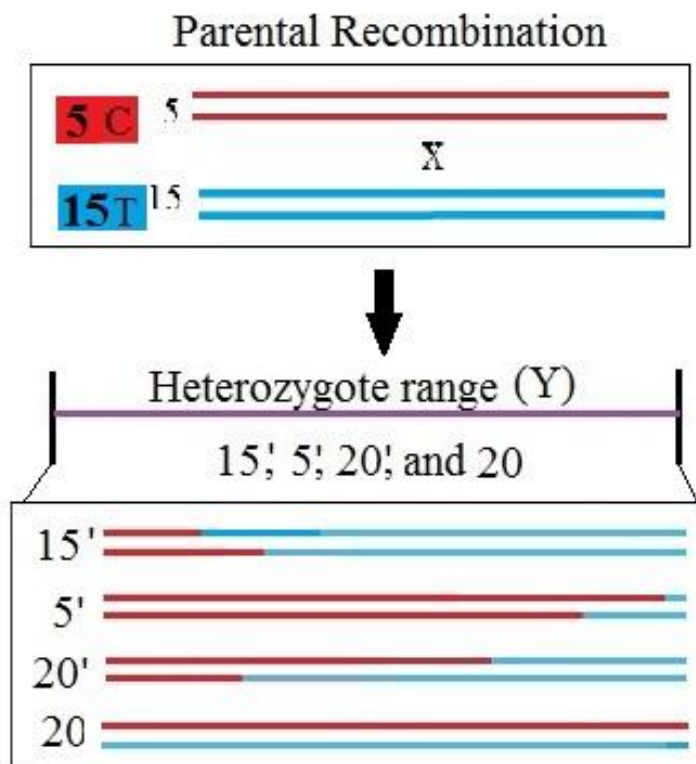 Parental Recombination
5 C 5
X
15T 15
Heterozygote range (Y)
15', 5', 20', and 20
15'
5'
20'
20